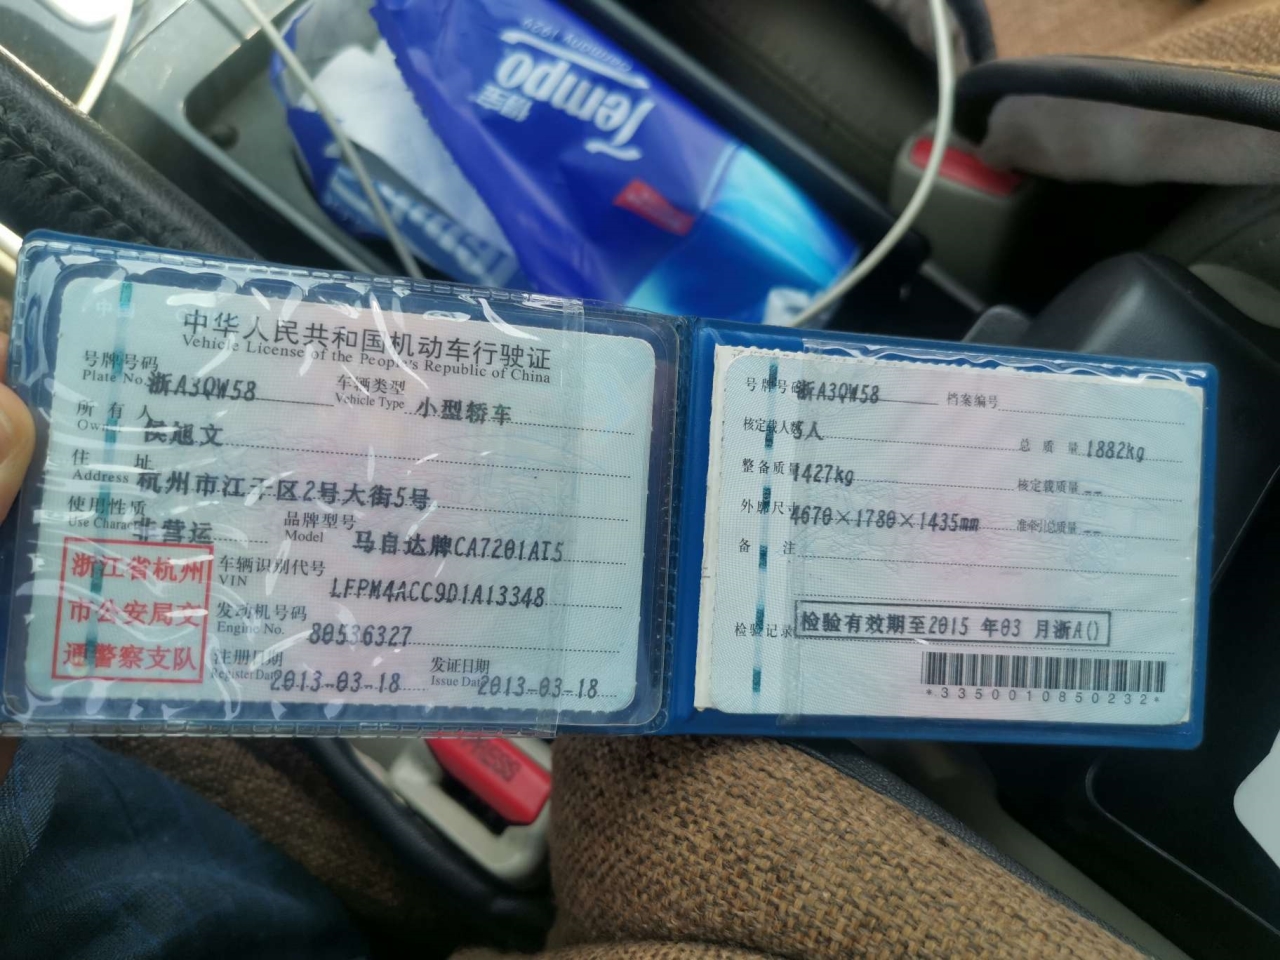 Tempo
得宝
中华人民共和国机动车行驶证
Vehicle License of the People's Republic of China
号牌号码 浙A3QW58 车辆类型 小型轿车
Plate No. Vehicle Type
所有人 侯旭文
住址 杭州市江干区2号大街5号
Address
使用性质 非营运 品牌型号 马自达牌CA7201AT5
Use Character Model
浙江省杭州
市公安局交
通警察支队
车辆识别代号 LFPM4ACC9D1A13348
VIN
发动机号码 80536327
Engine No.
注册日期 2013-03-18 发证日期 2013-03-18
Register Date Issue Date
号牌号码 浙A3QW58 档案编号
核定载人数 5人 总质量 1882kg
整备质量 1427kg 核定载质量 --
外廓尺寸 4670×1780×1435mm 准牵引总质量 --
备注
检验记录 检验有效期至2015 年03 月浙A()
*3350010850232*
PRESS